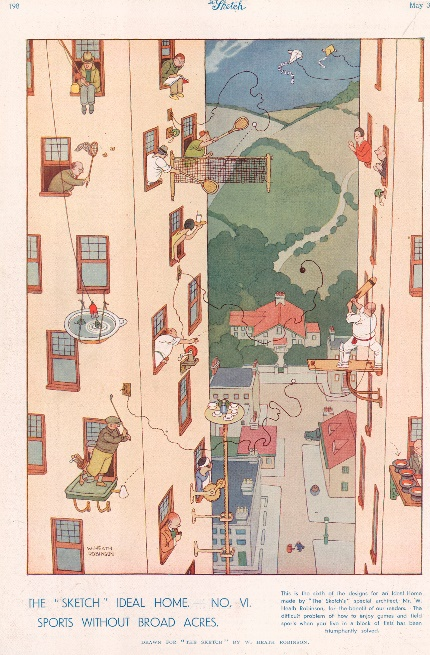 198
The Sketch
May 3
W. HEATH
ROBINSON
THE "SKETCH" IDEAL HOME. — NO. VI.
SPORTS WITHOUT BROAD ACRES.
This is the sixth of the designs for an Ideal Home
made by "The Sketch's" special architect, Mr. W.
Heath Robinson, for the benefit of our readers. The
difficult problem of how to enjoy games and field
sports when you live in a block of flats has been
triumphantly solved.
DRAWN FOR "THE SKETCH" BY W. HEATH ROBINSON.